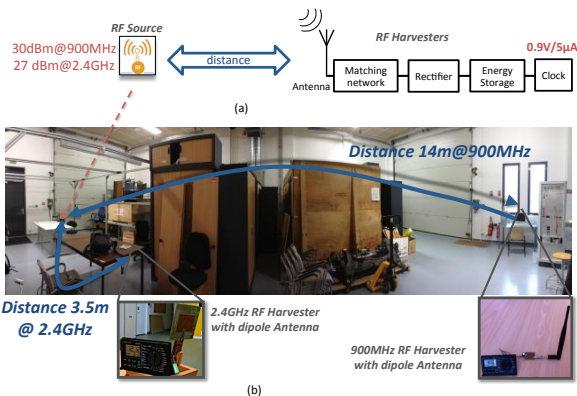 RF Source
30dBm@900MHz
27 dBm@2.4GHz
RF
distance
Antenna
RF Harvesters
Matching network
Rectifier
Energy Storage
0.9V/5µA
Clock
(a)
Distance 14m@900MHz
Distance 3.5m
@ 2.4GHz
2.4GHz RF Harvester
with dipole Antenna
900MHz RF Harvester
with dipole Antenna
(b)